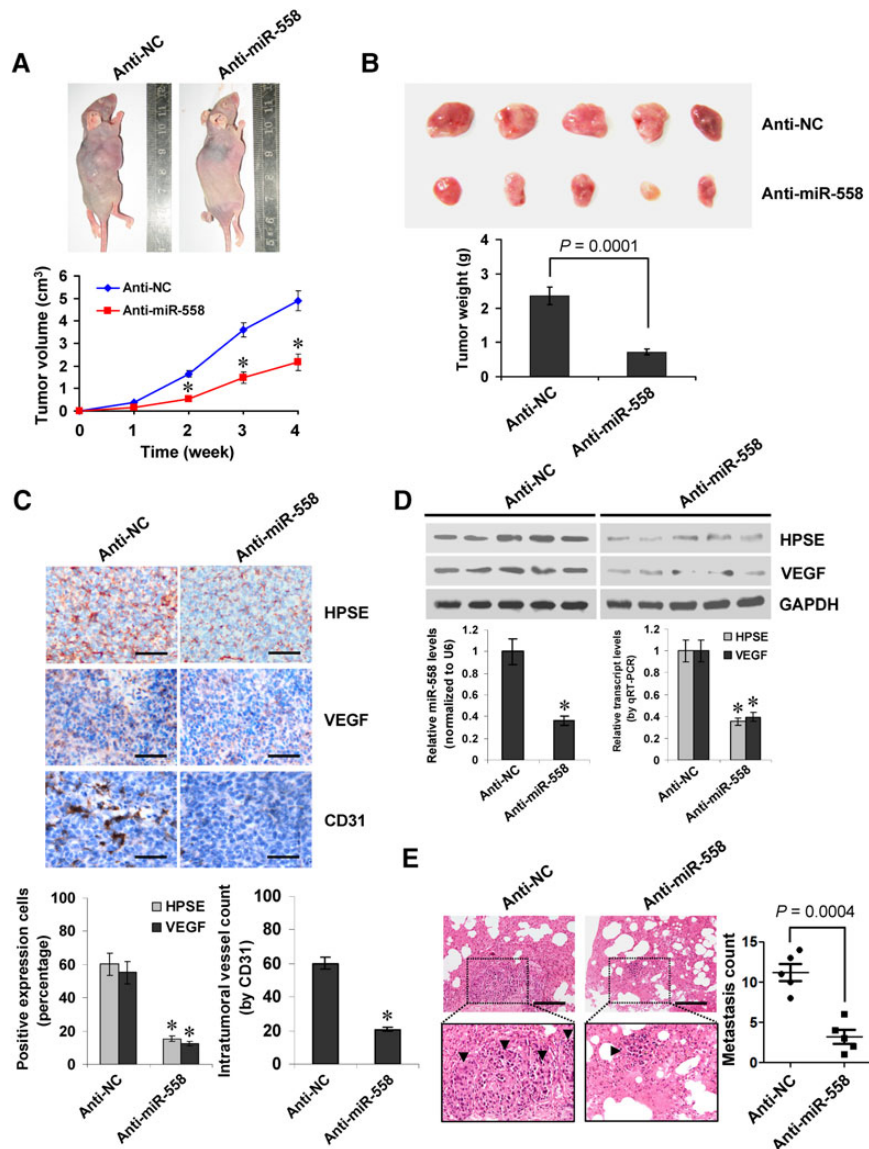 A
Anti-NC
Anti-miR-558
Tumor volume (cm³)
6
5
4
3
2
1
0
Anti-NC
Anti-miR-558
*
*
*
0
1
2
3
4
Time (week)
B
Anti-NC
Anti-miR-558
Tumor weight (g)
4
3
2
1
0
P = 0.0001
Anti-NC
Anti-miR-558
C
Anti-NC
Anti-miR-558
HPSE
VEGF
CD31
Positive expression cells
(percentage)
100
80
60
40
20
0
HPSE
VEGF
* *
Anti-NC
Anti-miR-558
Intratumoral vessel count
(by CD31)
100
80
60
40
20
0
*
Anti-NC
Anti-miR-558
D
Anti-NC
Anti-miR-558
HPSE
VEGF
GAPDH
Relative miR-558 levels
(normalized to U6)
1.2
1
0.8
0.6
0.4
0.2
0
*
Anti-NC
Anti-miR-558
Relative transcript levels
(by qRT-PCR)
1.4
1.2
1
0.8
0.6
0.4
0.2
0
HPSE
VEGF
* *
Anti-NC
Anti-miR-558
E
Anti-NC
Anti-miR-558
Metastasis count
15
10
5
0
P = 0.0004
Anti-NC
Anti-miR-558